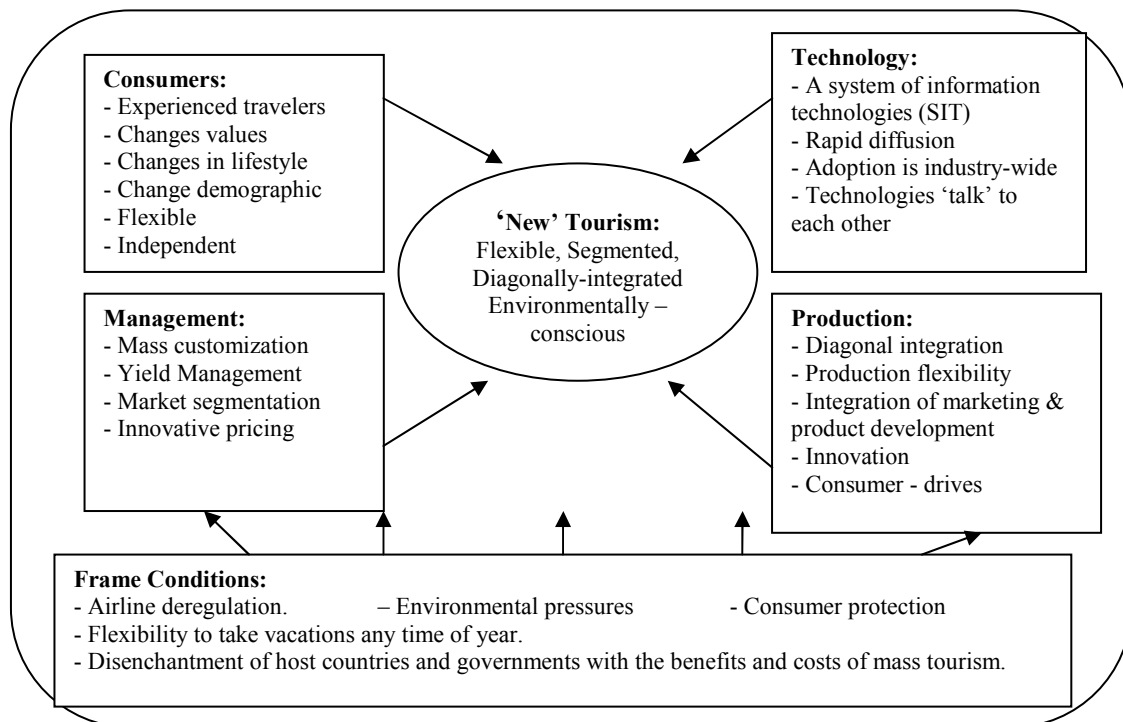 Consumers:
- Experienced travelers
- Changes values
- Changes in lifestyle
- Change demographic
- Flexible
- Independent
Technology:
- A system of information
technologies (SIT)
- Rapid diffusion
- Adoption is industry-wide
- Technologies ‘talk’ to
each other
‘New’ Tourism:
Flexible, Segmented,
Diagonally-integrated
Environmentally –
conscious
Management:
- Mass customization
- Yield Management
- Market segmentation
- Innovative pricing
Production:
- Diagonal integration
- Production flexibility
- Integration of marketing &
product development
- Innovation
- Consumer - drives
Frame Conditions:
- Airline deregulation. – Environmental pressures - Consumer protection
- Flexibility to take vacations any time of year.
- Disenchantment of host countries and governments with the benefits and costs of mass tourism.